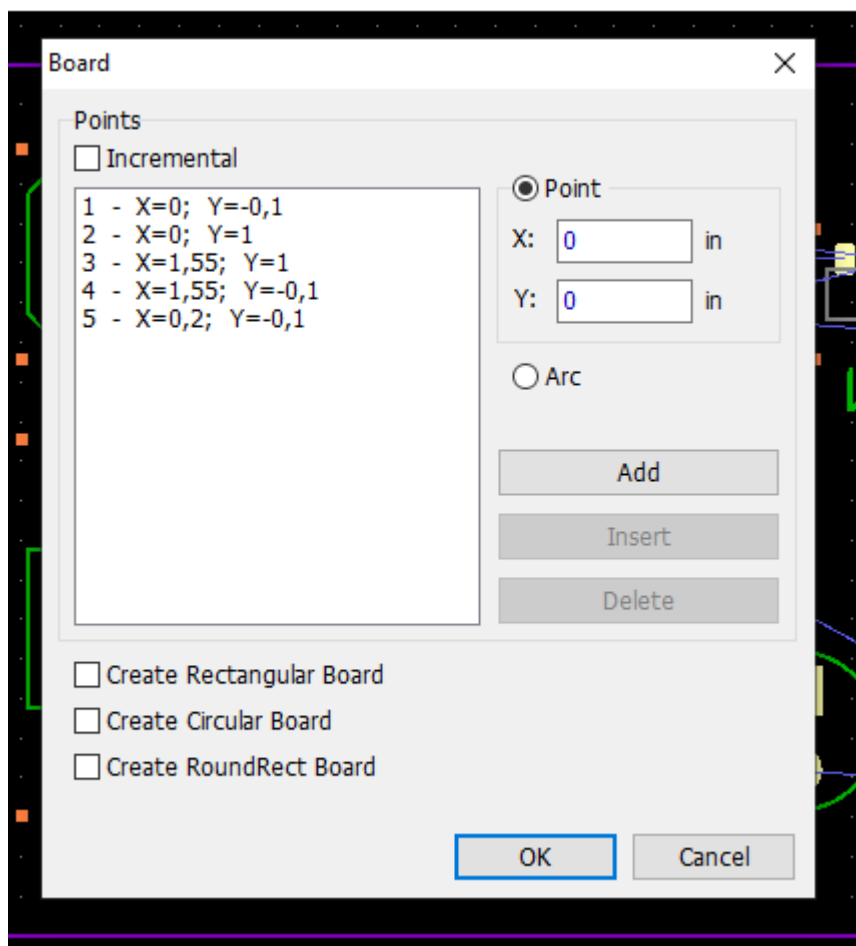 Board
Points
Incremental
1 - X=0; Y=-0,1
2 - X=0; Y=1
3 - X=1,55; Y=1
4 - X=1,55; Y=-0,1
5 - X=0,2; Y=-0,1
Point
X: 0 in
Y: 0 in
Arc
Add
Insert
Delete
Create Rectangular Board
Create Circular Board
Create RoundRect Board
OK Cancel